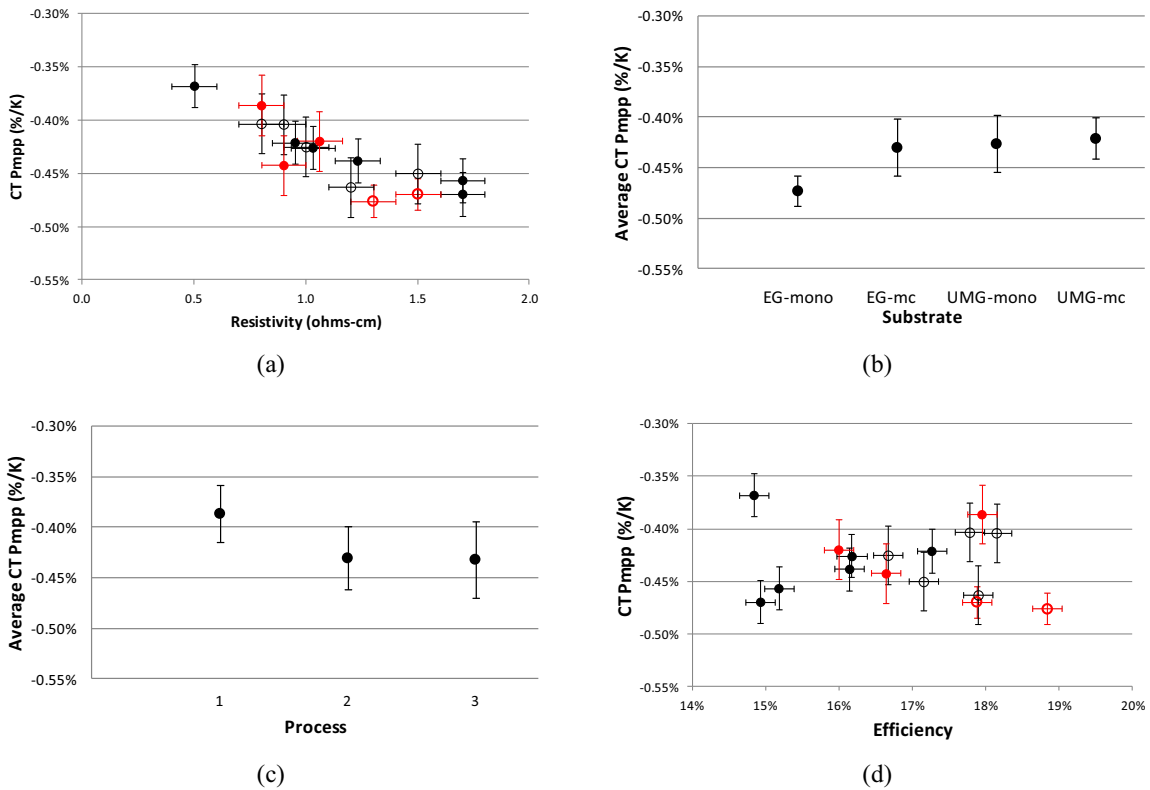 -0.30%
-0.35%
-0.40%
-0.45%
-0.50%
-0.55%
CT Pmpp (%/K)
0.0 0.5 1.0 1.5 2.0
Resistivity (ohms-cm)
(a)
-0.30%
-0.35%
-0.40%
-0.45%
-0.50%
-0.55%
Average CT Pmpp (%/K)
EG-mono EG-mc UMG-mono UMG-mc
Substrate
(b)
-0.30%
-0.35%
-0.40%
-0.45%
-0.50%
-0.55%
Average CT Pmpp (%/K)
1 2 3
Process
(c)
-0.30%
-0.35%
-0.40%
-0.45%
-0.50%
-0.55%
CT Pmpp (%/K)
14% 15% 16% 17% 18% 19% 20%
Efficiency
(d)